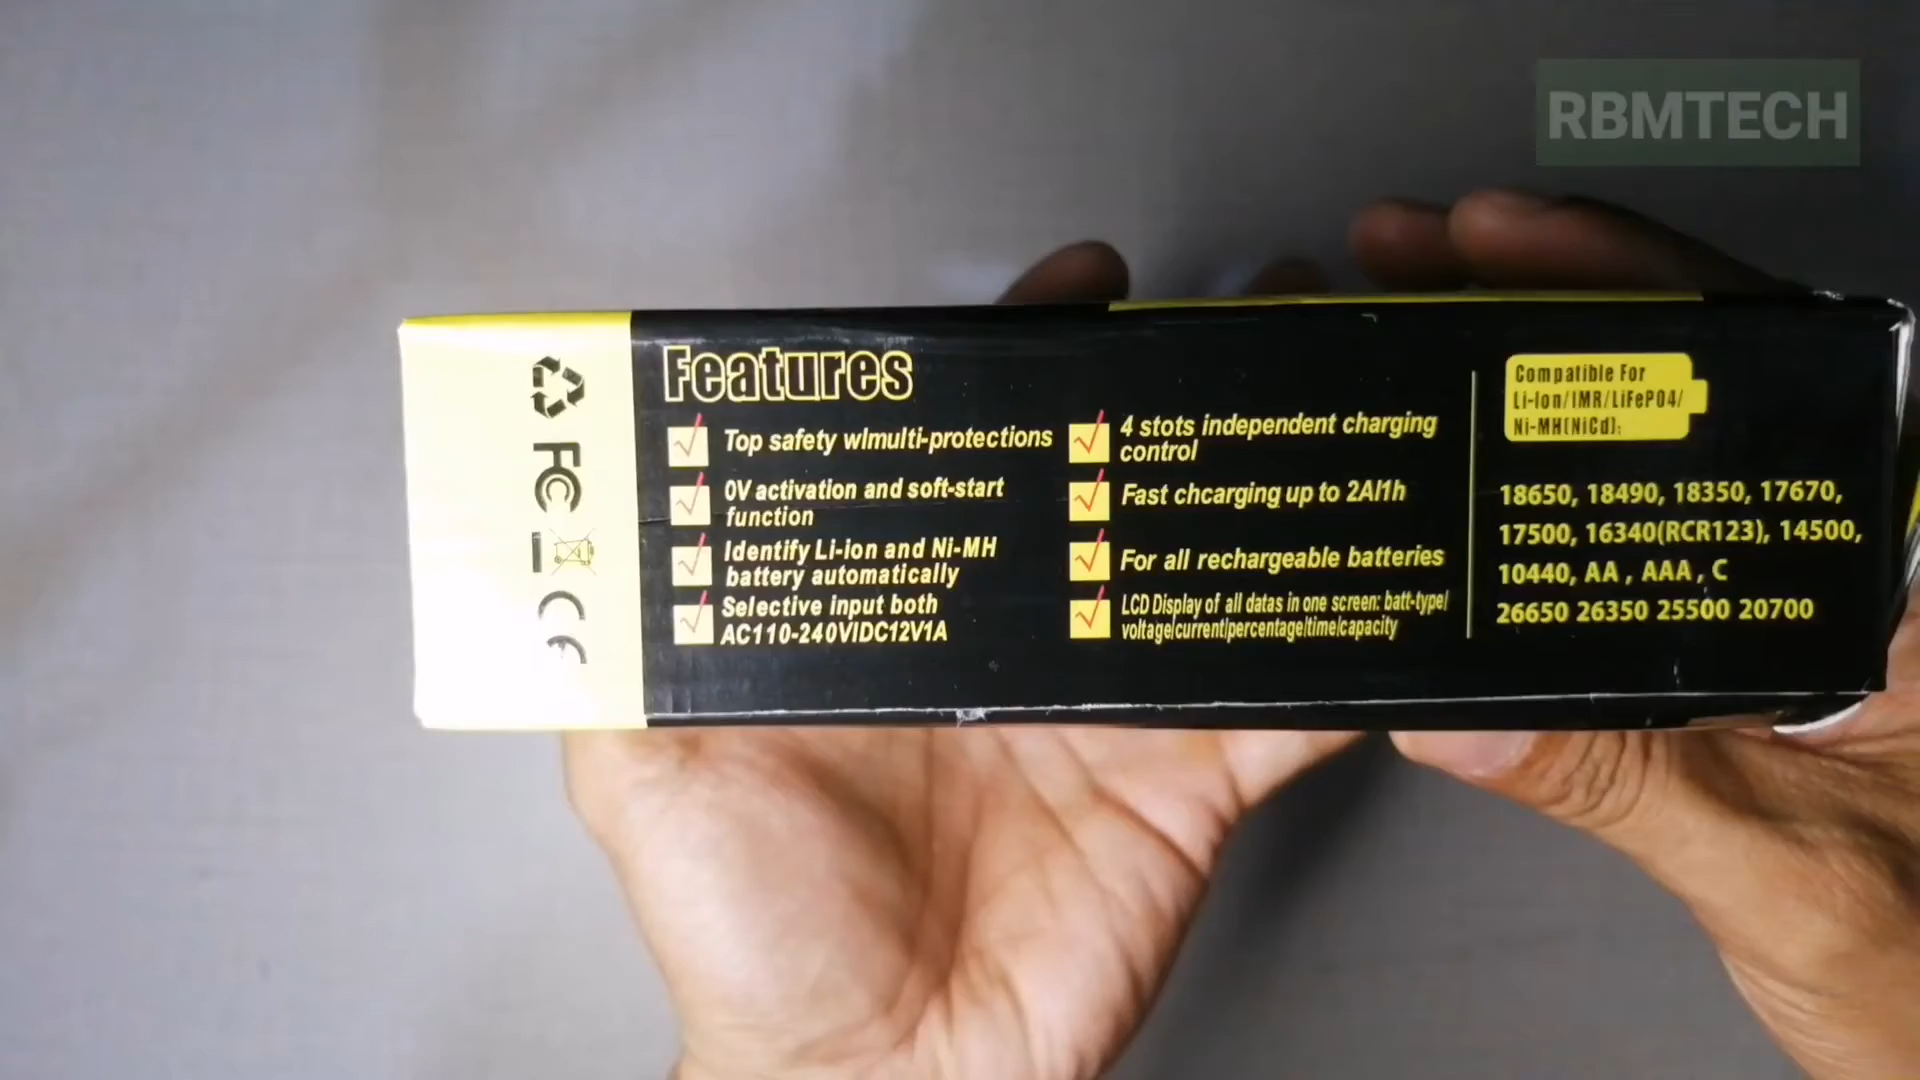 RBMTECH
Features
Top safety wlmulti-protections
0V activation and soft-start
function
Identify Li-ion and Ni-MH
battery automatically
Selective input both
AC110-240V/DC12V1A
4 stots independent charging
control
Fast chcarging up to 2A/1h
For all rechargeable batteries
LCD Display of all datas in one screen: batt-type/
voltage/current/percentage/time/capacity
Compatible For
Li-Ion/IMR/LiFePO4/
Ni-MH(NiCd):
18650, 18490, 18350, 17670,
17500, 16340(RCR123), 14500,
10440, AA , AAA , C
26650 26350 25500 20700
FC
CE